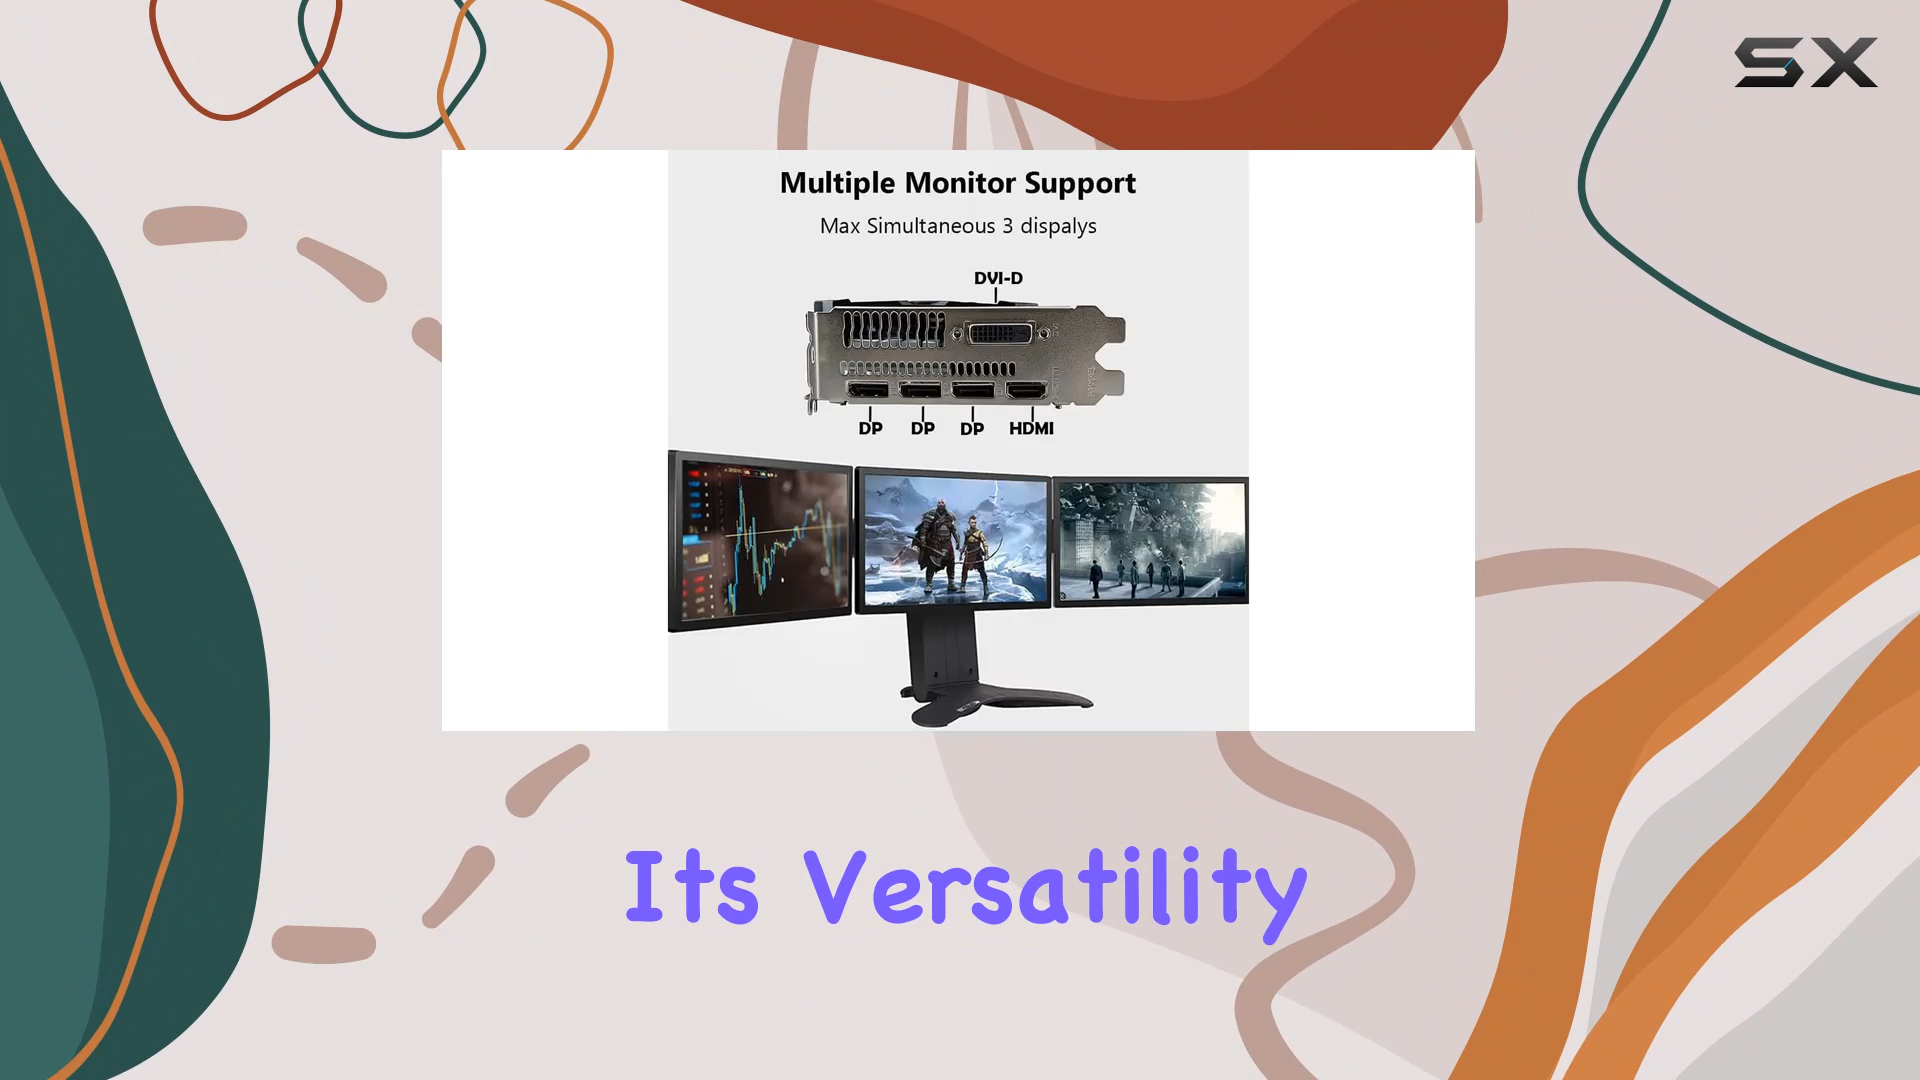 SX
Multiple Monitor Support
Max Simultaneous 3 dispalys
DVI-D
DP DP DP HDMI
Its Versatility